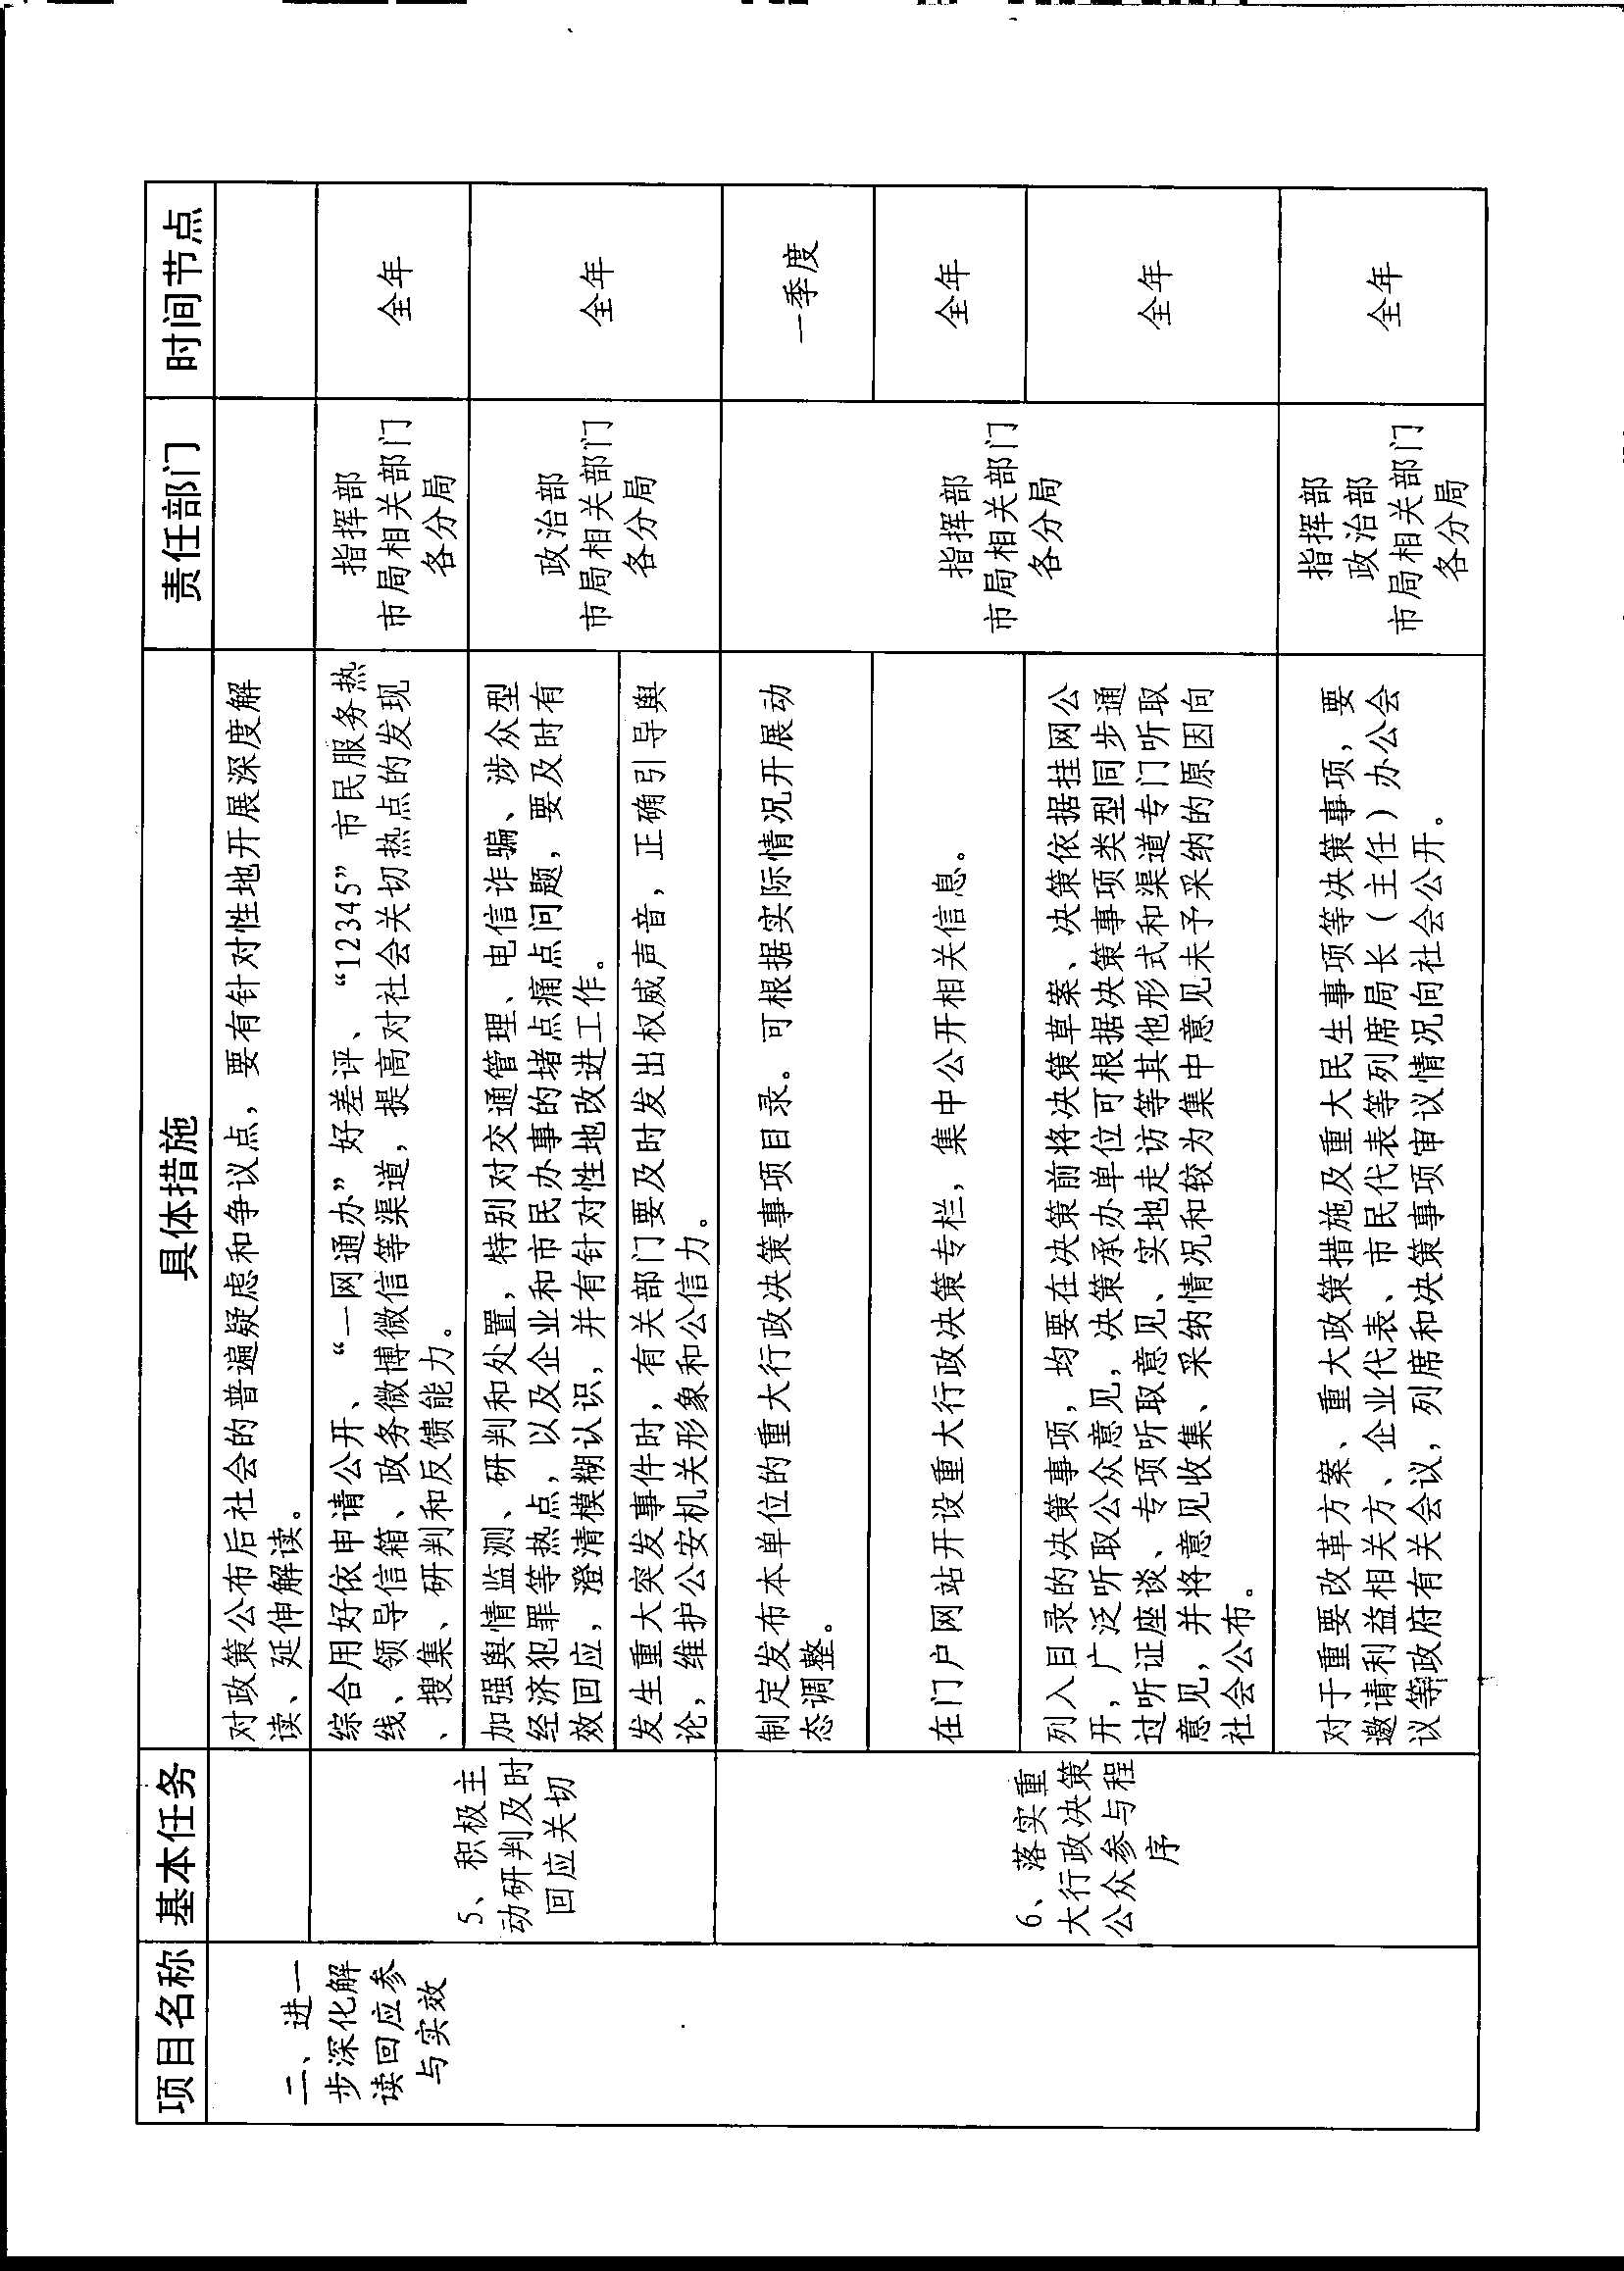 项目名称 基本任务 具体措施 责任部门 时间节点
二、进一
步深化解
读回应参
与实效
对政策公布后社会的普遍疑虑和争议点，要有针对性地开展深度解
读、延伸解读。
5、积极主
动研判及时
回应关切
综合用好依申请公开、“一网通办”好差评、“12345”市民服务热
线、领导信箱、政务微博微信等渠道，提高对社会关切热点的发现
、搜集、研判和反馈能力。
指挥部
市局相关部门
各分局
全年
加强舆情监测、研判和处置，特别对交通管理、电信诈骗、涉众型
经济犯罪等热点，以及企业和市民办事的堵点痛点问题，要及时有
效回应，澄清模糊认识，并有针对性地改进工作。
政治部
市局相关部门
各分局
全年
发生重大突发事件时，有关部门要及时发出权威声音，正确引导舆
论，维护公安机关形象和公信力。
6、落实重
大行政决策
公众参与程
序
制定发布本单位的重大行政决策事项目录。可根据实际情况开展动
态调整。
指挥部
市局相关部门
各分局
一季度
在门户网站开设重大行政决策专栏，集中公开相关信息。
全年
列入目录的决策事项，均要在决策前将决策草案、决策依据挂网公
开，广泛听取公众意见，决策承办单位可根据决策事项类型同步通
过听证座谈、专项听取意见、实地走访等其他形式和渠道专门听取
意见，并将意见收集、采纳情况和较为集中意见未予采纳的原因向
社会公布。
全年
对于重要改革方案、重大政策措施及重大民生事项等决策事项，要
邀请利益相关方、企业代表、市民代表等列席局长（主任）办公会
议等政府有关会议，列席和决策事项审议情况向社会公开。
指挥部
政治部
市局相关部门
各分局
全年